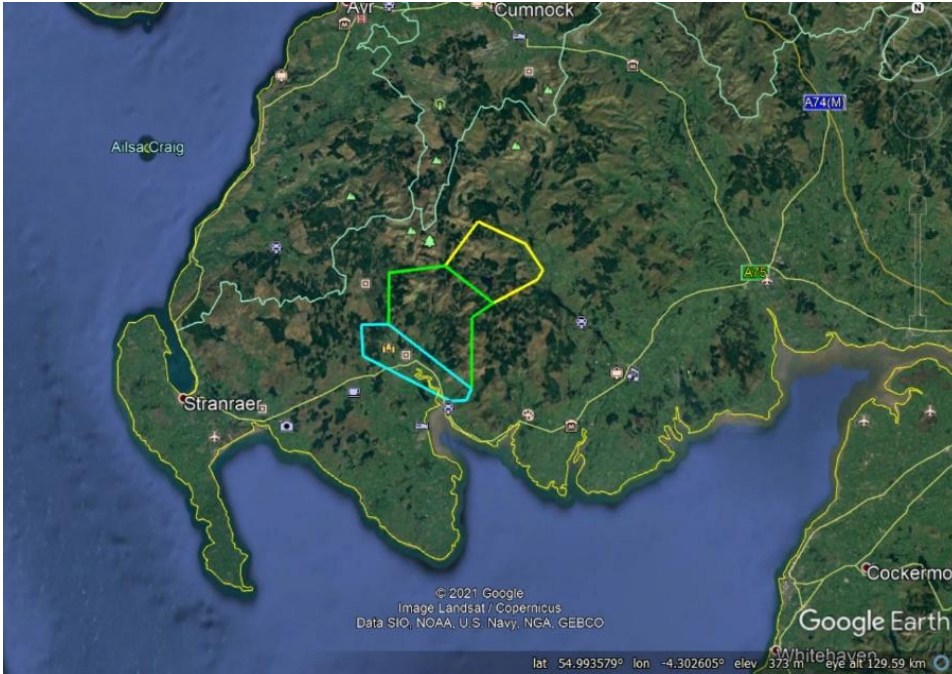 Ayr
Cumnock
N
A74(M)
Ailsa Craig
A75
Stranraer
Cockermo
© 2021 Google
Image Landsat / Copernicus
Data SIO, NOAA, U.S. Navy, NGA, GEBCO
Google Earth
Whitehaven
lat 54.993579° lon -4.302605° elev 373 m eye alt 129.59 km